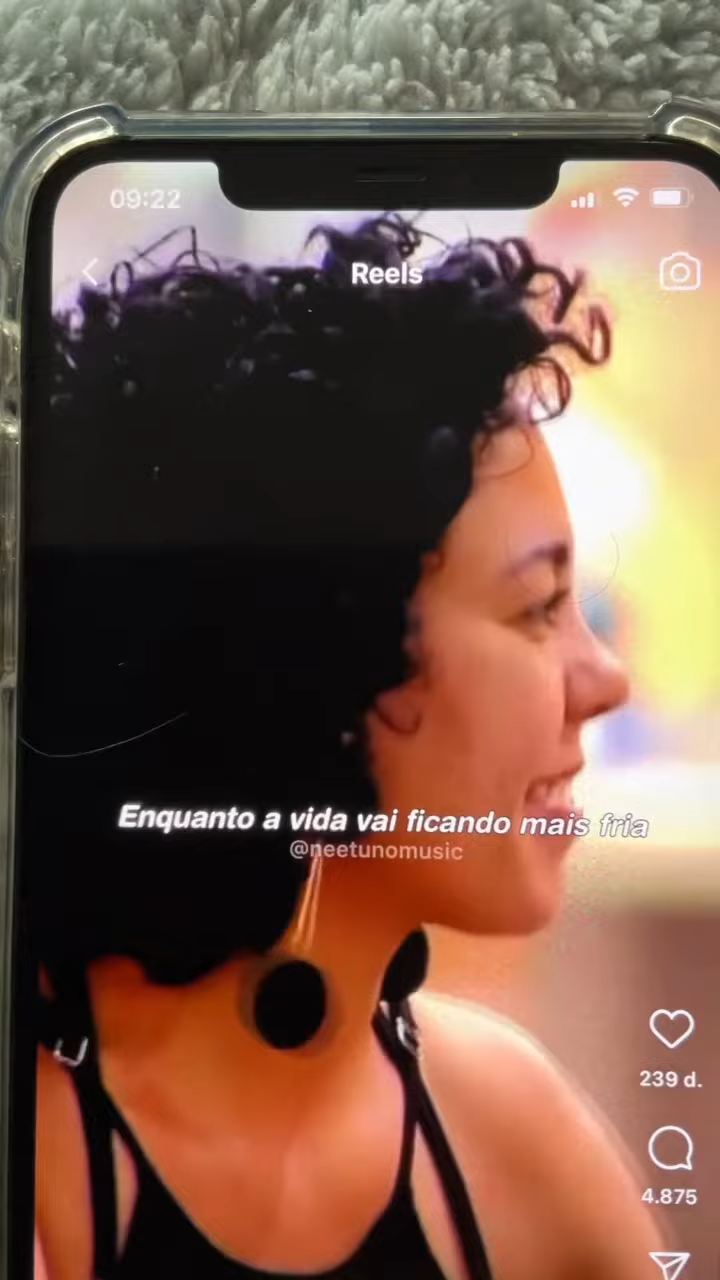 09:22
Reels
Enquanto a vida vai ficando mais fria
@neetunomusic
239 d.
4.875